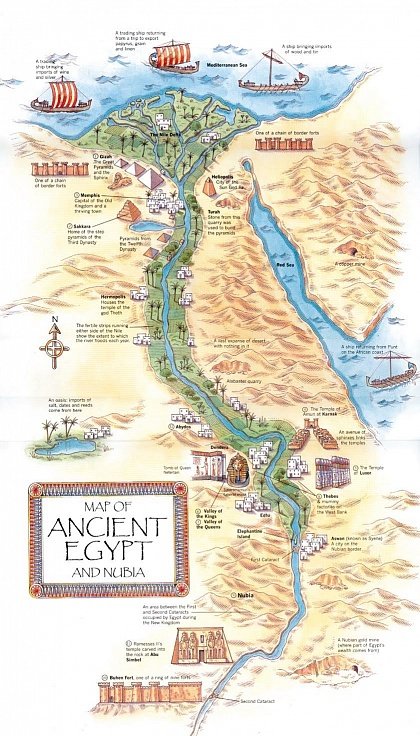 A trading ship returning
from a trip to export
papyrus, grain
and linen
A ship bringing imports
of wood and tin
Mediterranean Sea
A trading
ship bringing
imports of wine
and silver
The Nile Delta
One of a chain of border forts
① Gizah
The Great
Pyramids
and the
Sphinx
One of a chain
of border forts
Heliopolis
City of the
Sun God Re
② Memphis
Capital of the Old
Kingdom and a
thriving town
Turah
Stone from this
quarry was
used to build
the pyramids
③ Sakkara
Home of the step
pyramids of the
Third Dynasty
Pyramids from
the Twelfth
Dynasty
Red Sea
A copper mine
Hermopolis
Houses the
temple of the
god Thoth
The fertile strips running
either side of the Nile
show the extent to which
the river floods each year
N
A vast expanse of desert
with nothing in it
A ship returning from Punt
on the African coast
Alabaster quarry
An oasis: imports of
salt, dates and reeds
come from here
Abydos
The Temple of
Amun at Karnak
An avenue of
sphinxes links
the temples
Dendera
Tomb of Queen
Nefertari
The Temple
of Luxor
Valley of
the Kings
Valley of
the Queens
Edfu
Thebes
& mummy
factories on
the West Bank
Elephantine
Island
Aswan (known as Syene)
A city on the
Nubian border
First Cataract
MAP OF
ANCIENT
EGYPT
AND NUBIA
Nubia
An area between the First
and Second Cataracts
occupied by Egypt during
the New Kingdom
Ramesses II's
temple carved into
the rock at Abu
Simbel
A Nubian gold mine
(where part of Egypt's
wealth comes from)
Buhen Fort, one of a ring of nine forts
Second Cataract